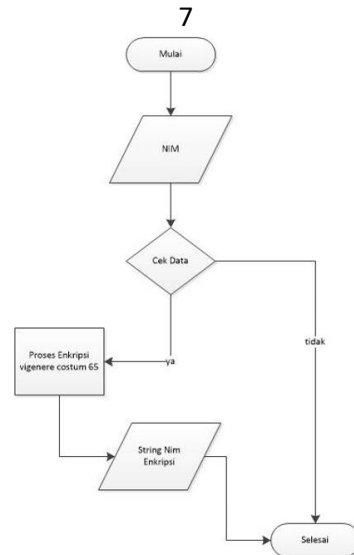 7
Mulai
NIM
Cek Data
tidak
ya
Proses Enkripsi
vigenere costum 65
String Nim
Enkripsi
Selesai